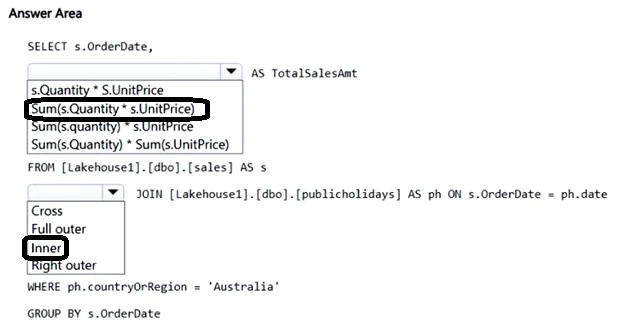 Answer Area
SELECT s.OrderDate,
AS TotalSalesAmt
s.Quantity * S.UnitPrice
Sum(s.Quantity * s.UnitPrice)
Sum(s.quantity) * s.UnitPrice
Sum(s.Quantity) * Sum(s.UnitPrice)
FROM [Lakehouse1].[dbo].[sales] AS s
JOIN [Lakehouse1].[dbo].[publicholidays] AS ph ON s.OrderDate = ph.date
Cross
Full outer
Inner
Right outer
WHERE ph.countryOrRegion = 'Australia'
GROUP BY s.OrderDate